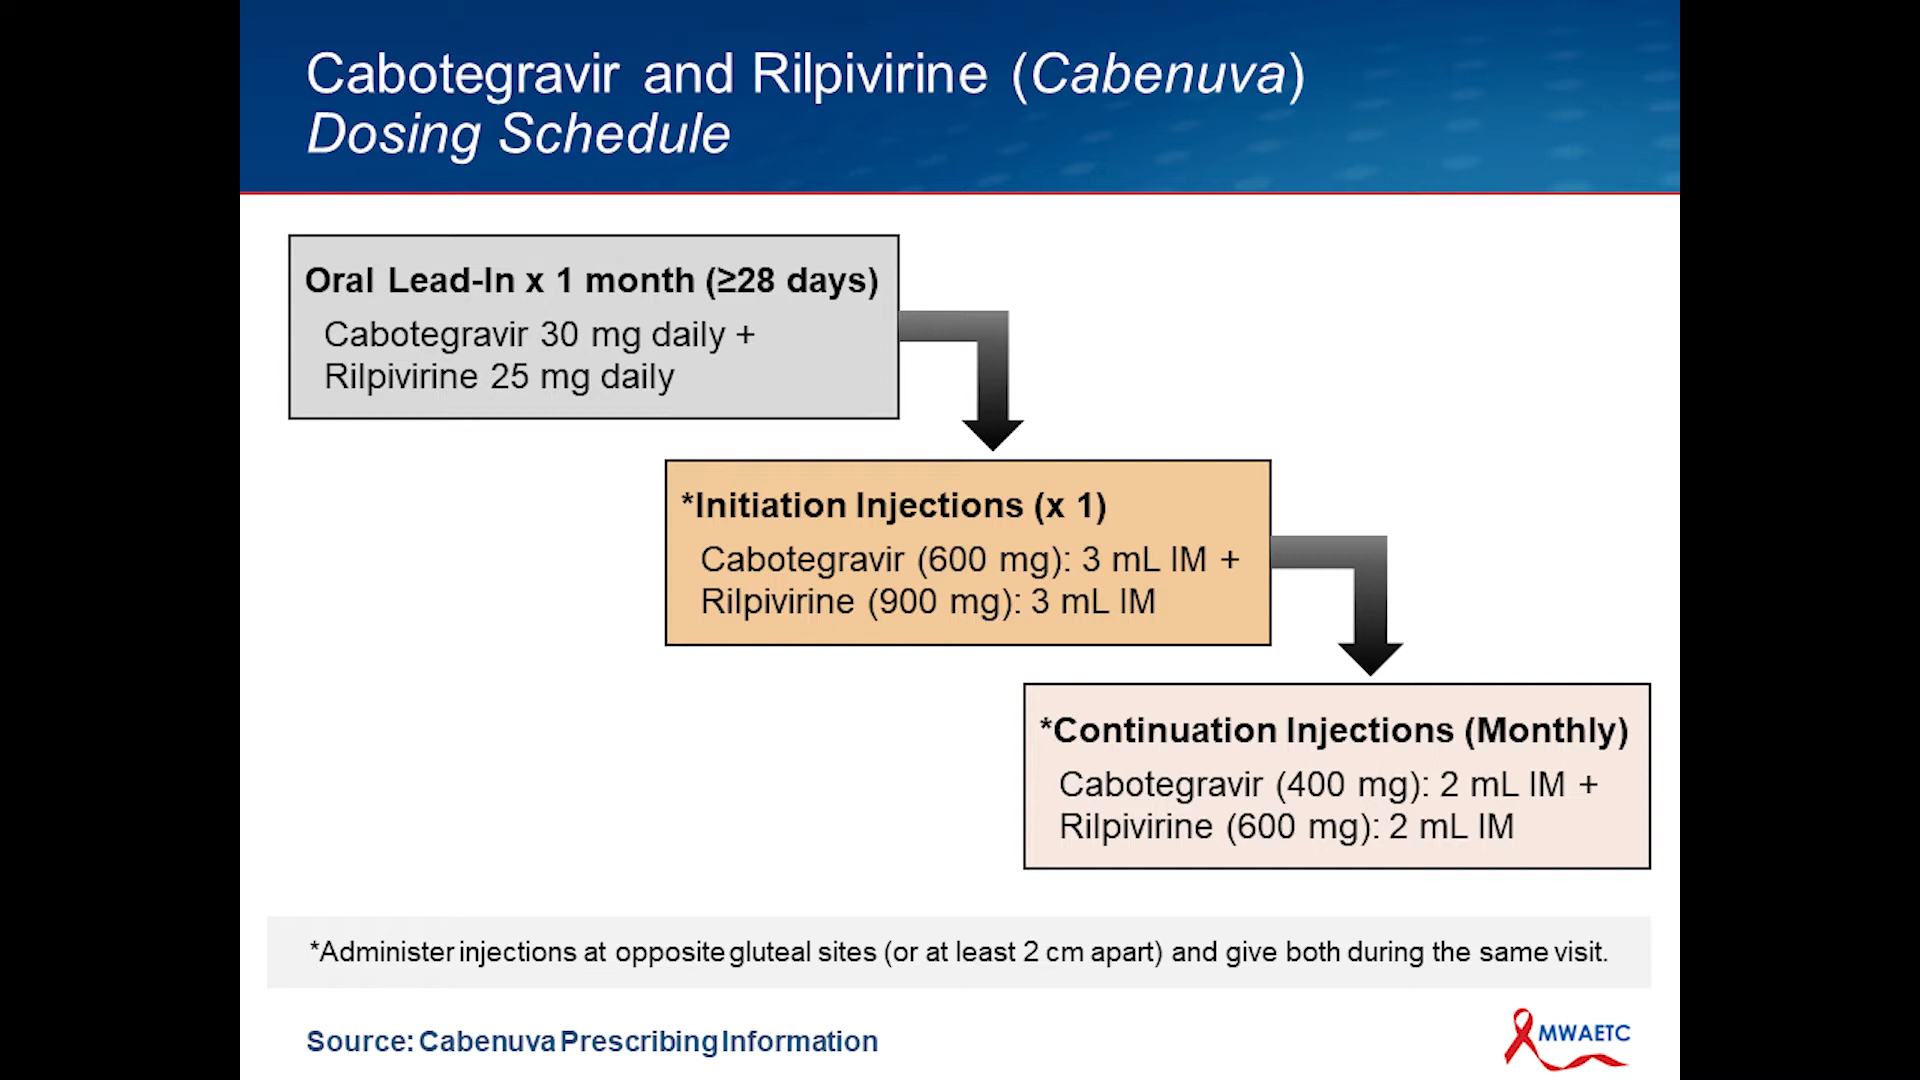 Cabotegravir and Rilpivirine (Cabenuva)
Dosing Schedule
Oral Lead-In x 1 month (≥28 days)
Cabotegravir 30 mg daily +
Rilpivirine 25 mg daily
*Initiation Injections (x 1)
Cabotegravir (600 mg): 3 mL IM +
Rilpivirine (900 mg): 3 mL IM
*Continuation Injections (Monthly)
Cabotegravir (400 mg): 2 mL IM +
Rilpivirine (600 mg): 2 mL IM
*Administer injections at opposite gluteal sites (or at least 2 cm apart) and give both during the same visit.
Source: Cabenuva Prescribing Information
MWAETC